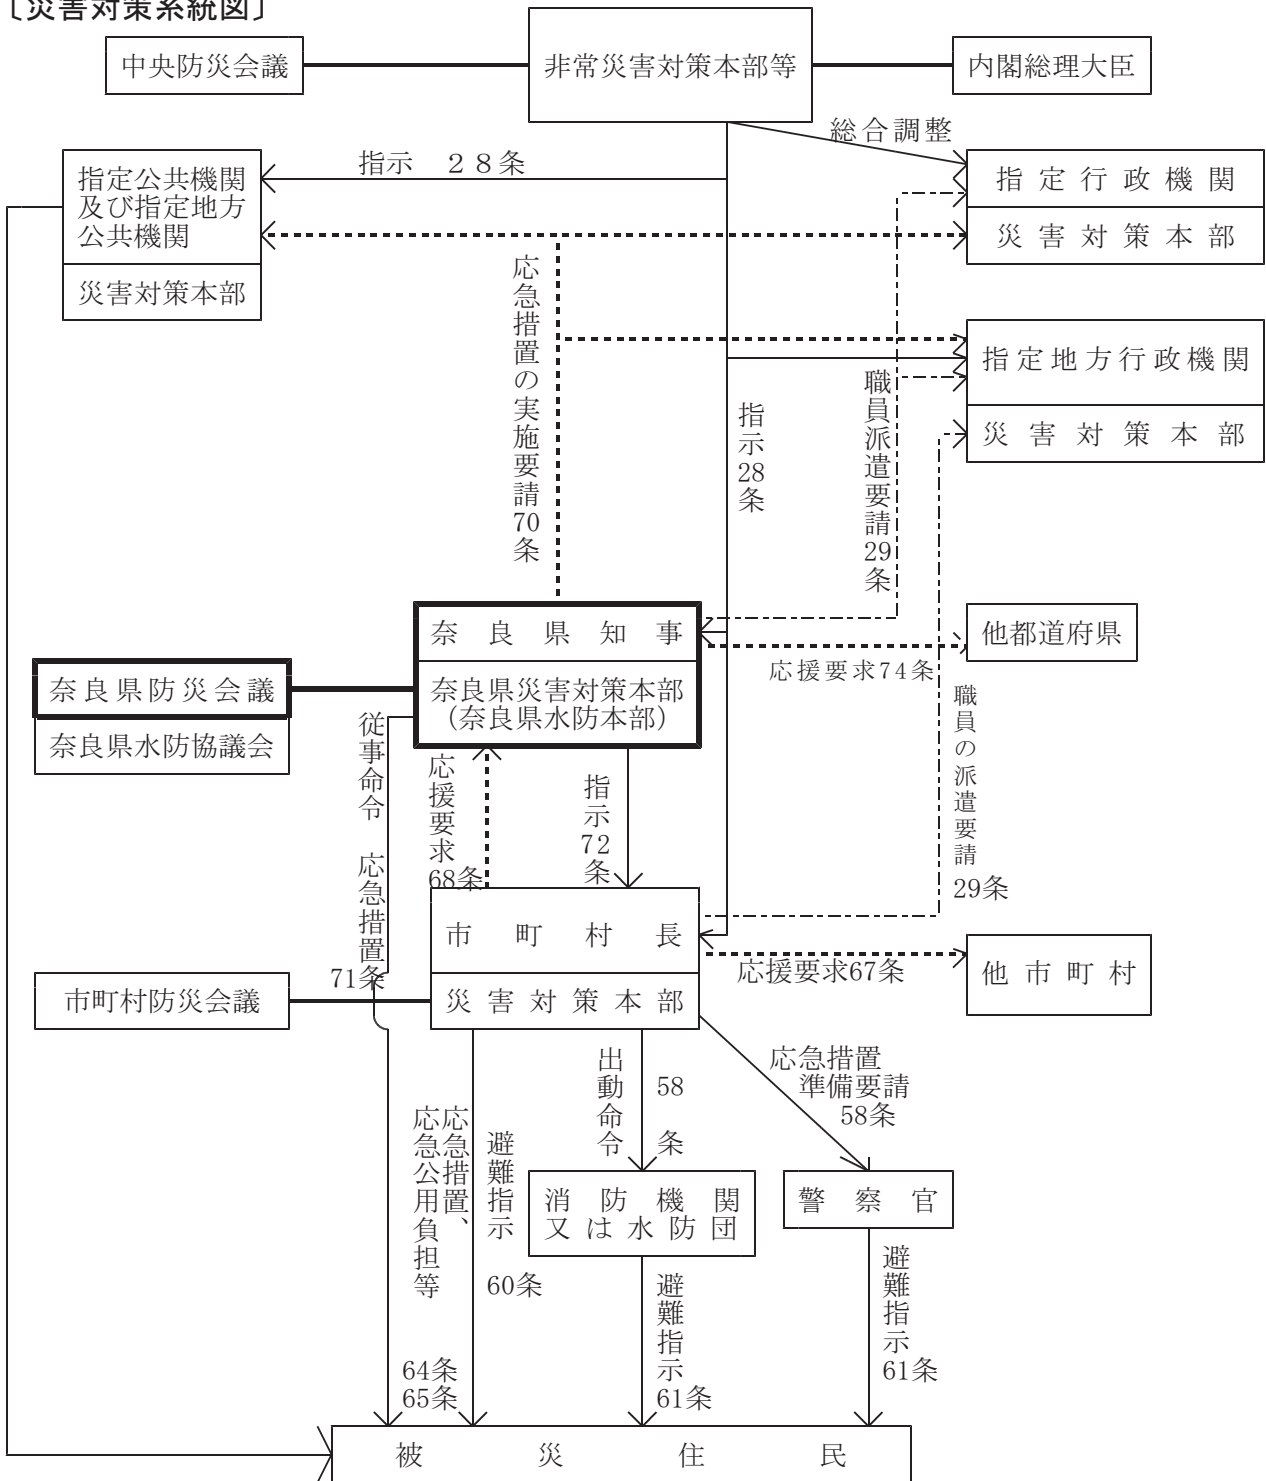 〔災害対策系統図〕
中央防災会議
非常災害対策本部等
内閣総理大臣
総合調整
指示　２８条
指定公共機関
及び指定地方
公共機関
災害対策本部
指定行政機関
災害対策本部
応急措置の実施要請70条
指定地方行政機関
災害対策本部
職員派遣要請29条
指示28条
奈良県知事
奈良県災害対策本部
（奈良県水防本部）
他都道府県
応援要求74条
奈良県防災会議
奈良県水防協議会
従事命令　応急措置
71条
応援要求
68条
指示72条
職員の派遣要請
29条
市町村長
災害対策本部
応援要求67条
他市町村
市町村防災会議
応急措置、
応急公用負担等
64条
65条
避難指示
60条
出動命令
58条
応急措置
準備要請
58条
消防機関
又は水防団
警察官
避難指示
61条
避難指示
61条
被災住民